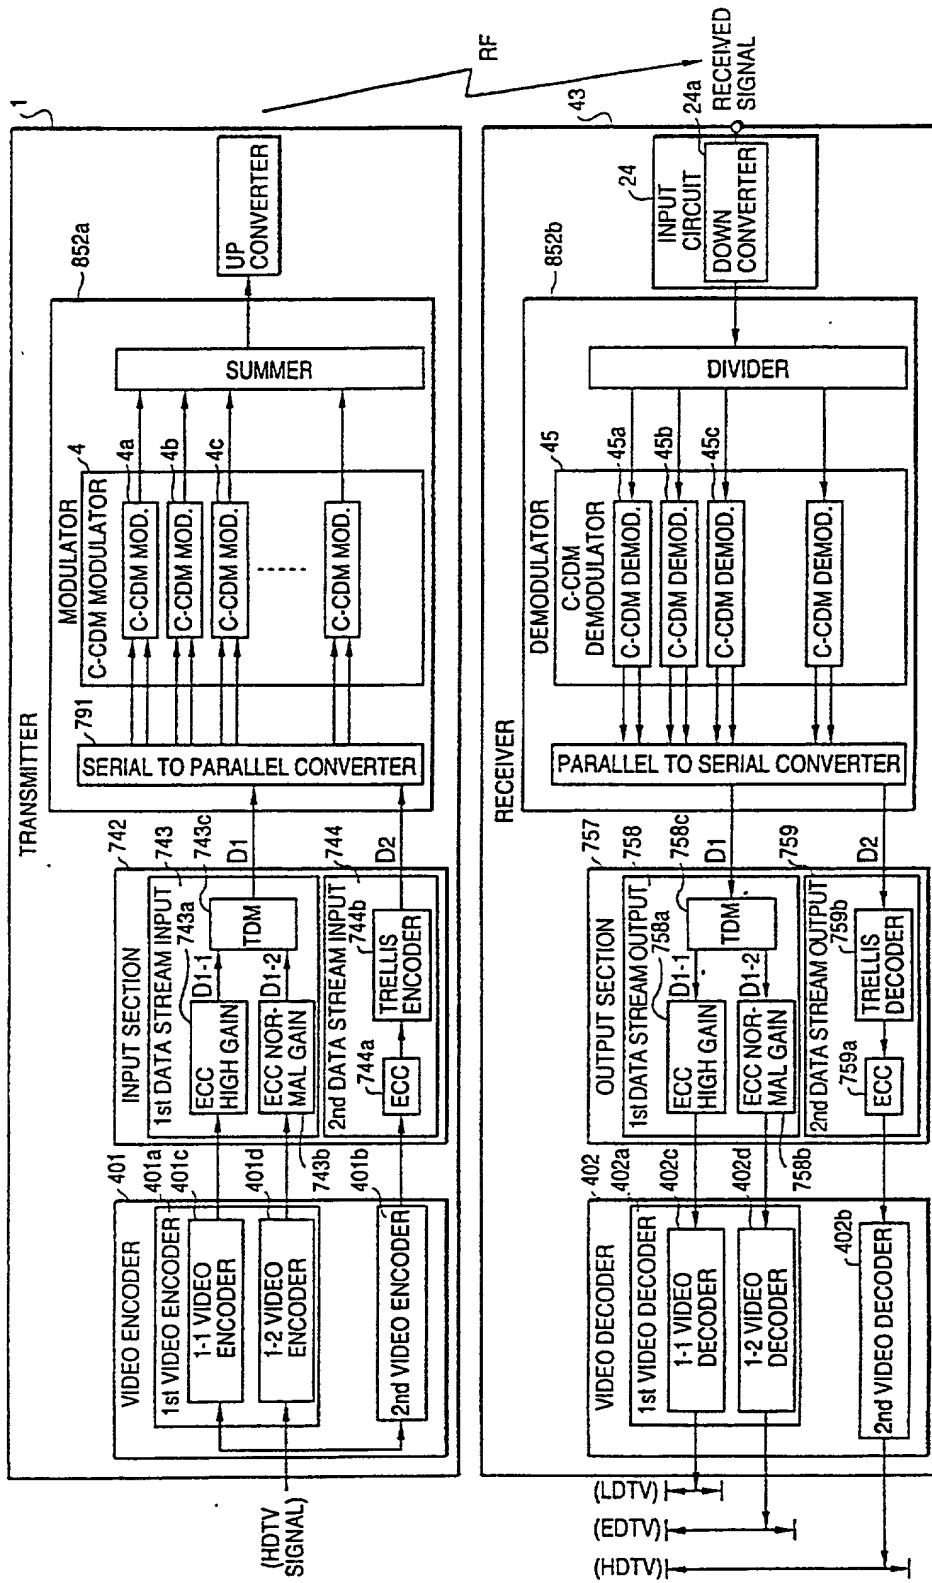 TRANSMITTER
1
(HDTV
SIGNAL)
VIDEO ENCODER
401
1st VIDEO ENCODER
401a
401c
1-1 VIDEO
ENCODER
401d
1-2 VIDEO
ENCODER
401b
2nd VIDEO ENCODER
INPUT SECTION
742
1st DATA STREAM INPUT
743
743a
743c
ECC
HIGH GAIN
D1-1
TDM
ECC NOR-
MAL GAIN
D1-2
743b
2nd DATA STREAM INPUT
744
744a
744b
ECC
TRELLIS
ENCODER
D1
D2
852a
791
SERIAL TO PARALLEL CONVERTER
MODULATOR
C-CDM MODULATOR
4
4a
C-CDM MOD.
4b
C-CDM MOD.
4c
C-CDM MOD.
C-CDM MOD.
SUMMER
UP
CONVERTER
RF
RECEIVER
43
RECEIVED
SIGNAL
24
INPUT
CIRCUIT
24a
DOWN
CONVERTER
852b
DIVIDER
DEMODULATOR
C-CDM
DEMODULATOR
45
45a
C-CDM DEMOD.
45b
C-CDM DEMOD.
45c
C-CDM DEMOD.
C-CDM DEMOD.
PARALLEL TO SERIAL CONVERTER
D1
D2
OUTPUT SECTION
757
1st DATA STREAM OUTPUT
758
758a
758c
TDM
D1-1
ECC
HIGH GAIN
D1-2
ECC NOR-
MAL GAIN
758b
2nd DATA STREAM OUTPUT
759
759a
759b
ECC
TRELLIS
DECODER
VIDEO DECODER
402
1st VIDEO DECODER
402a
402c
1-1 VIDEO
DECODER
402d
1-2 VIDEO
DECODER
402b
2nd VIDEO DECODER
(LDTV)
(EDTV)
(HDTV)